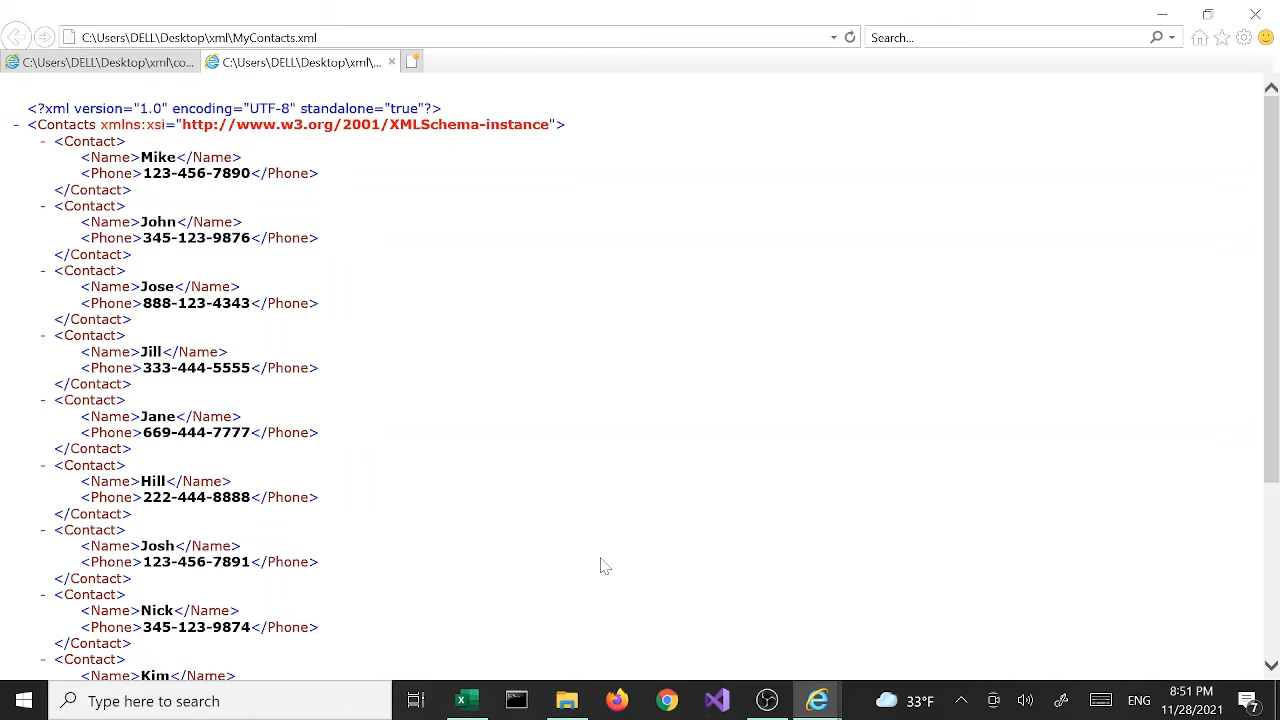 C:\Users\DELL\Desktop\xml\MyContacts.xml
Search...
C:\Users\DELL\Desktop\xml\co...
C:\Users\DELL\Desktop\xml\...
<?xml version="1.0" encoding="UTF-8" standalone="true"?>
- <Contacts xmlns:xsi="http://www.w3.org/2001/XMLSchema-instance">
- <Contact>
<Name>Mike</Name>
<Phone>123-456-7890</Phone>
</Contact>
- <Contact>
<Name>John</Name>
<Phone>345-123-9876</Phone>
</Contact>
- <Contact>
<Name>Jose</Name>
<Phone>888-123-4343</Phone>
</Contact>
- <Contact>
<Name>Jill</Name>
<Phone>333-444-5555</Phone>
</Contact>
- <Contact>
<Name>Jane</Name>
<Phone>669-444-7777</Phone>
</Contact>
- <Contact>
<Name>Hill</Name>
<Phone>222-444-8888</Phone>
</Contact>
- <Contact>
<Name>Josh</Name>
<Phone>123-456-7891</Phone>
</Contact>
- <Contact>
<Name>Nick</Name>
<Phone>345-123-9874</Phone>
</Contact>
- <Contact>
<Name>Kim</Name>
Type here to search
33°F
ENG
8:51 PM
11/28/2021
7